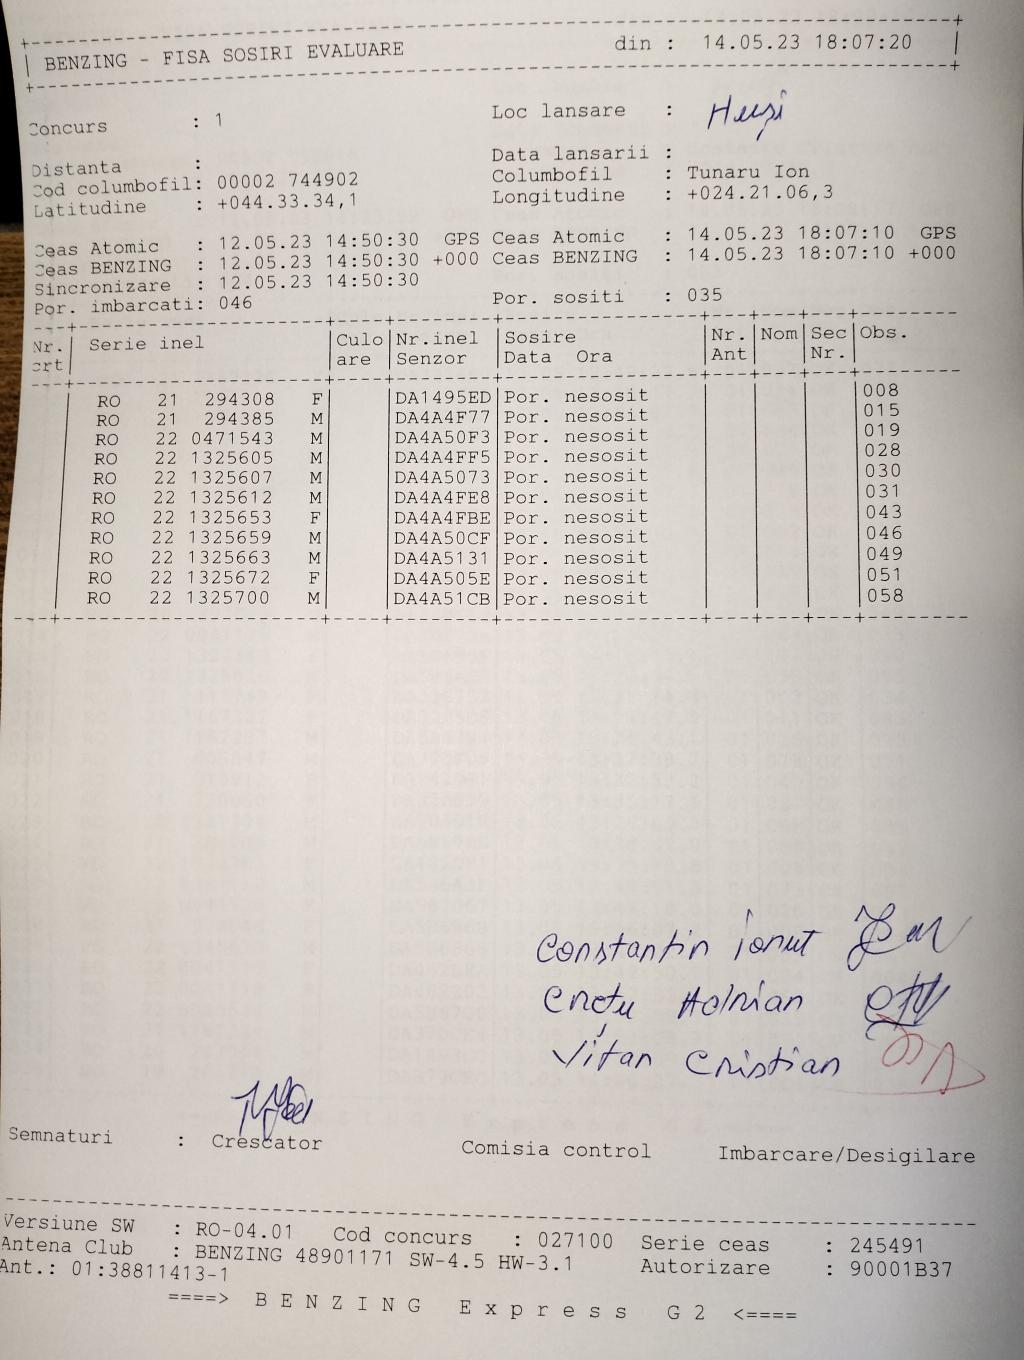 BENZING - FISA SOSIRI EVALUARE din : 14.05.23 18:07:20
Concurs : 1 Loc lansare : Huși
Distanta : Data lansarii :
Cod columbofil: 00002 744902 Columbofil : Tunaru Ion
Latitudine : +044.33.34,1 Longitudine : +024.21.06,3
Ceas Atomic : 12.05.23 14:50:30 GPS Ceas Atomic : 14.05.23 18:07:10 GPS
Ceas BENZING : 12.05.23 14:50:30 +000 Ceas BENZING : 14.05.23 18:07:10 +000
Sincronizare : 12.05.23 14:50:30
Por. imbarcati: 046 Por. sositi : 035
Nr. Serie inel Culo Nr.inel Sosire Nr. Nom Sec Obs.
crt are Senzor Data Ora Ant Nr.
RO 21 294308 F DA1495ED Por. nesosit 008
RO 21 294385 M DA4A4F77 Por. nesosit 015
RO 22 0471543 M DA4A50F3 Por. nesosit 019
RO 22 1325605 M DA4A4FF5 Por. nesosit 028
RO 22 1325607 M DA4A5073 Por. nesosit 030
RO 22 1325612 M DA4A4FE8 Por. nesosit 031
RO 22 1325653 F DA4A4FBE Por. nesosit 043
RO 22 1325659 M DA4A50CF Por. nesosit 046
RO 22 1325663 M DA4A5131 Por. nesosit 049
RO 22 1325672 F DA4A505E Por. nesosit 051
RO 22 1325700 M DA4A51CB Por. nesosit 058
Constantin Ionut
Crețu Adrian
Vițan Cristian
Semnaturi : Crescator Comisia control Imbarcare/Desigilare
Versiune SW : RO-04.01 Cod concurs : 027100 Serie ceas : 245491
Antena Club : BENZING 48901171 SW-4.5 HW-3.1 Autorizare : 90001B37
Ant.: 01:38811413-1
====> BENZING Express G2 <====